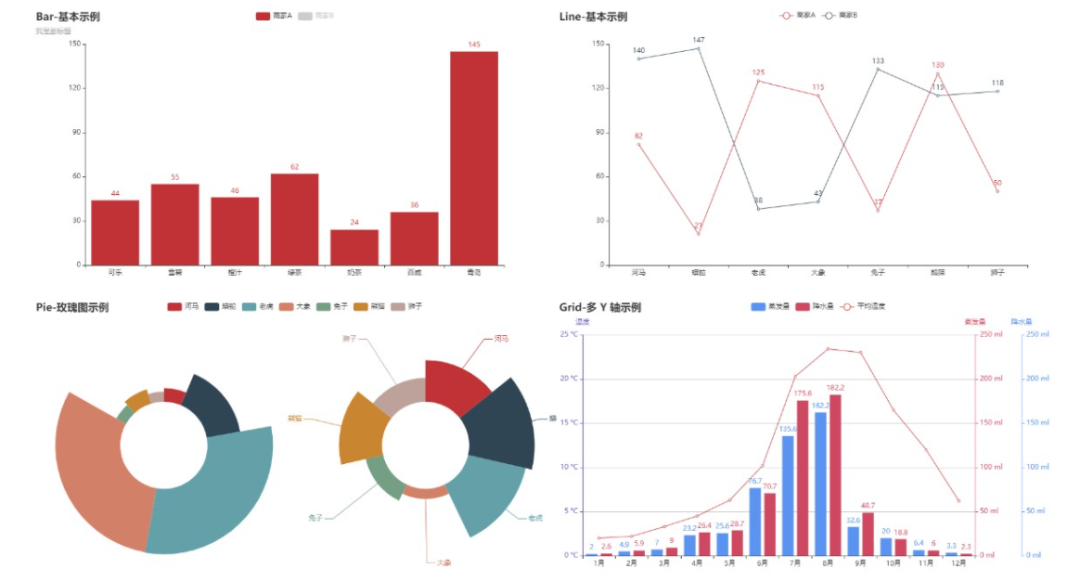 Bar-基本示例
商家A 商家B
我是副标题
150
120
90
60
30
0
44
55
46
62
24
36
145
可乐 雪碧 橙汁 绿茶 奶茶 百威 青岛
Line-基本示例
商家A 商家B
150
120
90
60
30
0
140 147 133 115 118
82 21 125 115 37 130 50
38 43
河马 蟒蛇 老虎 大象 兔子 熊猫 狮子
Pie-玫瑰图示例
河马 蟒蛇 老虎 大象 兔子 熊猫 狮子
狮子 河马
熊猫
兔子 老虎
大象
Grid-多 Y 轴示例
蒸发量 降水量 平均温度
温度 蒸发量 降水量
25 °C 250 ml 250 ml
20 °C 200 ml 200 ml
15 °C 150 ml 150 ml
10 °C 100 ml 100 ml
5 °C 50 ml 50 ml
0 °C 0 ml 0 ml
2 4.9 7 23.2 25.6 76.7 135.6 162.2 32.6 20 6.4 3.3
2.6 5.9 9 26.4 28.7 70.7 175.6 182.2 48.7 18.8 6 2.3
1月 2月 3月 4月 5月 6月 7月 8月 9月 10月 11月 12月